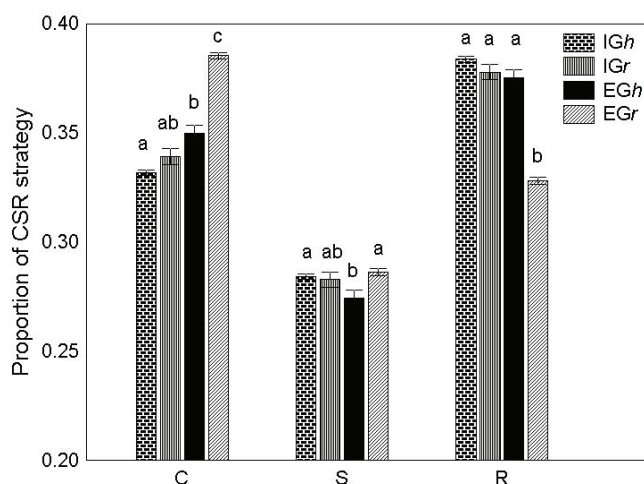 Proportion of CSR strategy
0.40
0.35
0.30
0.25
0.20
a
ab
b
c
a
ab
b
a
a
a
a
b
C
S
R
IGh
IGr
EGh
EGr